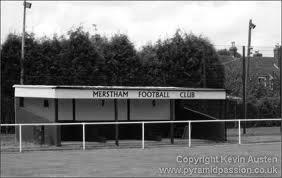 MERSTHAM FOOTBALL CLUB
Copyright © Kevin Austen
www.pyramidpassion.co.uk